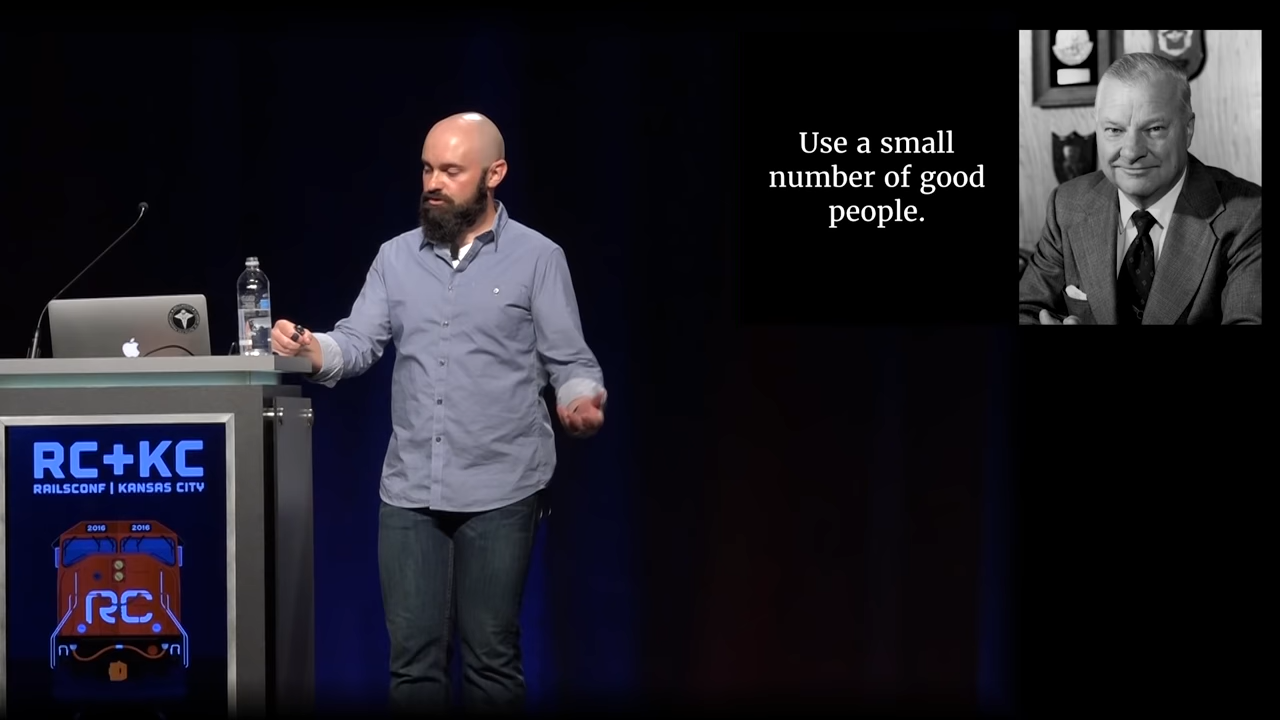 Use a small
number of good
people.
RC+KC
RAILSCONF | KANSAS CITY
2016 2016
RC